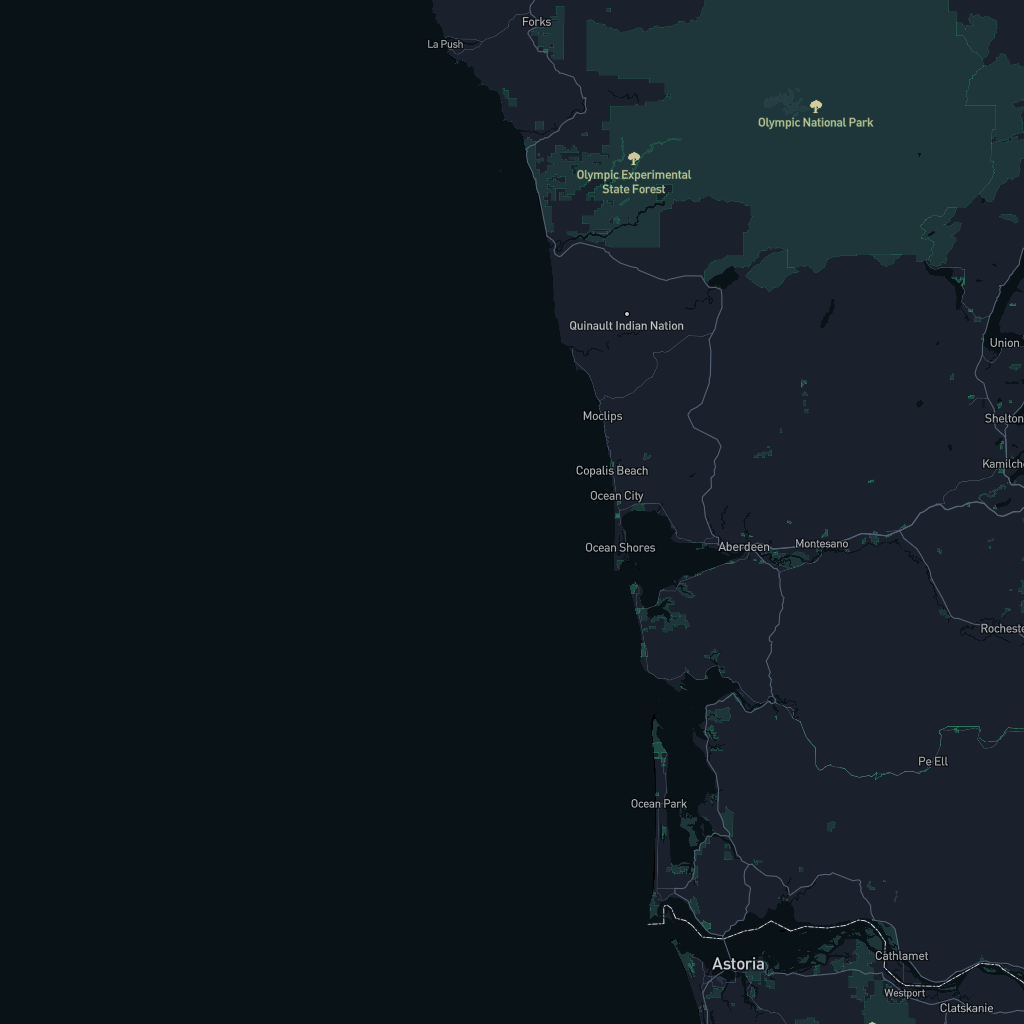 Forks
La Push
Olympic National Park
Olympic Experimental
State Forest
Quinault Indian Nation
Union
Moclips
Shelton
Kamilche
Copalis Beach
Ocean City
Ocean Shores
Aberdeen
Montesano
Rocheste
Pe Ell
Ocean Park
Astoria
Cathlamet
Westport
Clatskanie